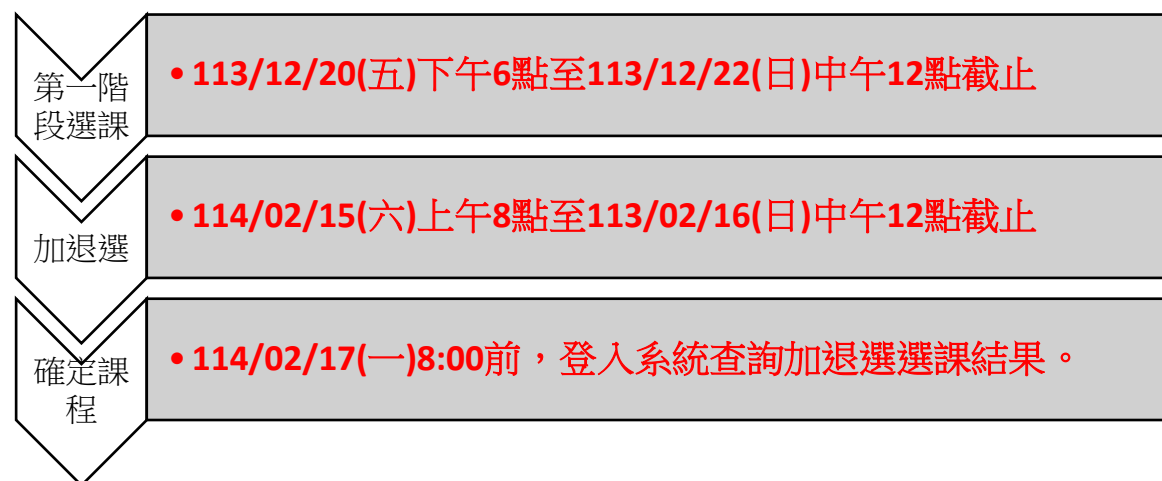 第一階
段選課
• 113/12/20(五)下午6點至113/12/22(日)中午12點截止
加退選
• 114/02/15(六)上午8點至113/02/16(日)中午12點截止
確定課
程
• 114/02/17(一)8:00前，登入系統查詢加退選選課結果。